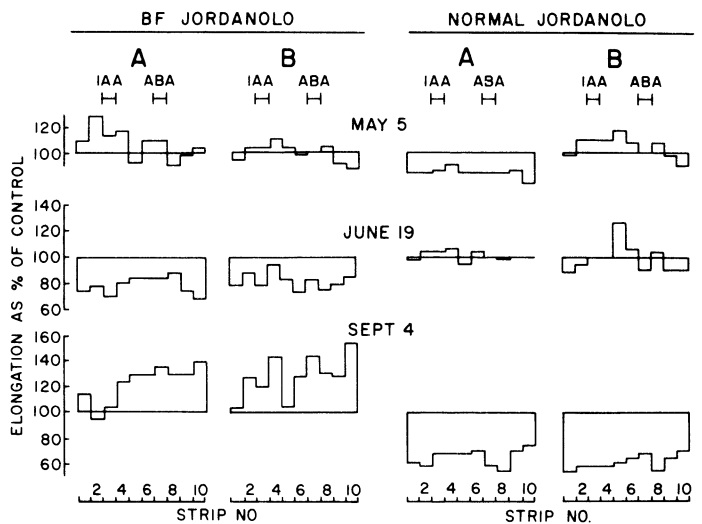 BF JORDANOLO NORMAL JORDANOLO
A B A B
IAA ABA IAA ABA IAA ABA IAA ABA
MAY 5
120
100
JUNE 19
140
120
100
80
60
SEPT 4
160
140
120
100
80
60
ELONGATION AS % OF CONTROL
2 4 6 8 10 2 4 6 8 10 2 4 6 8 10 2 4 6 8 10
STRIP NO STRIP NO.